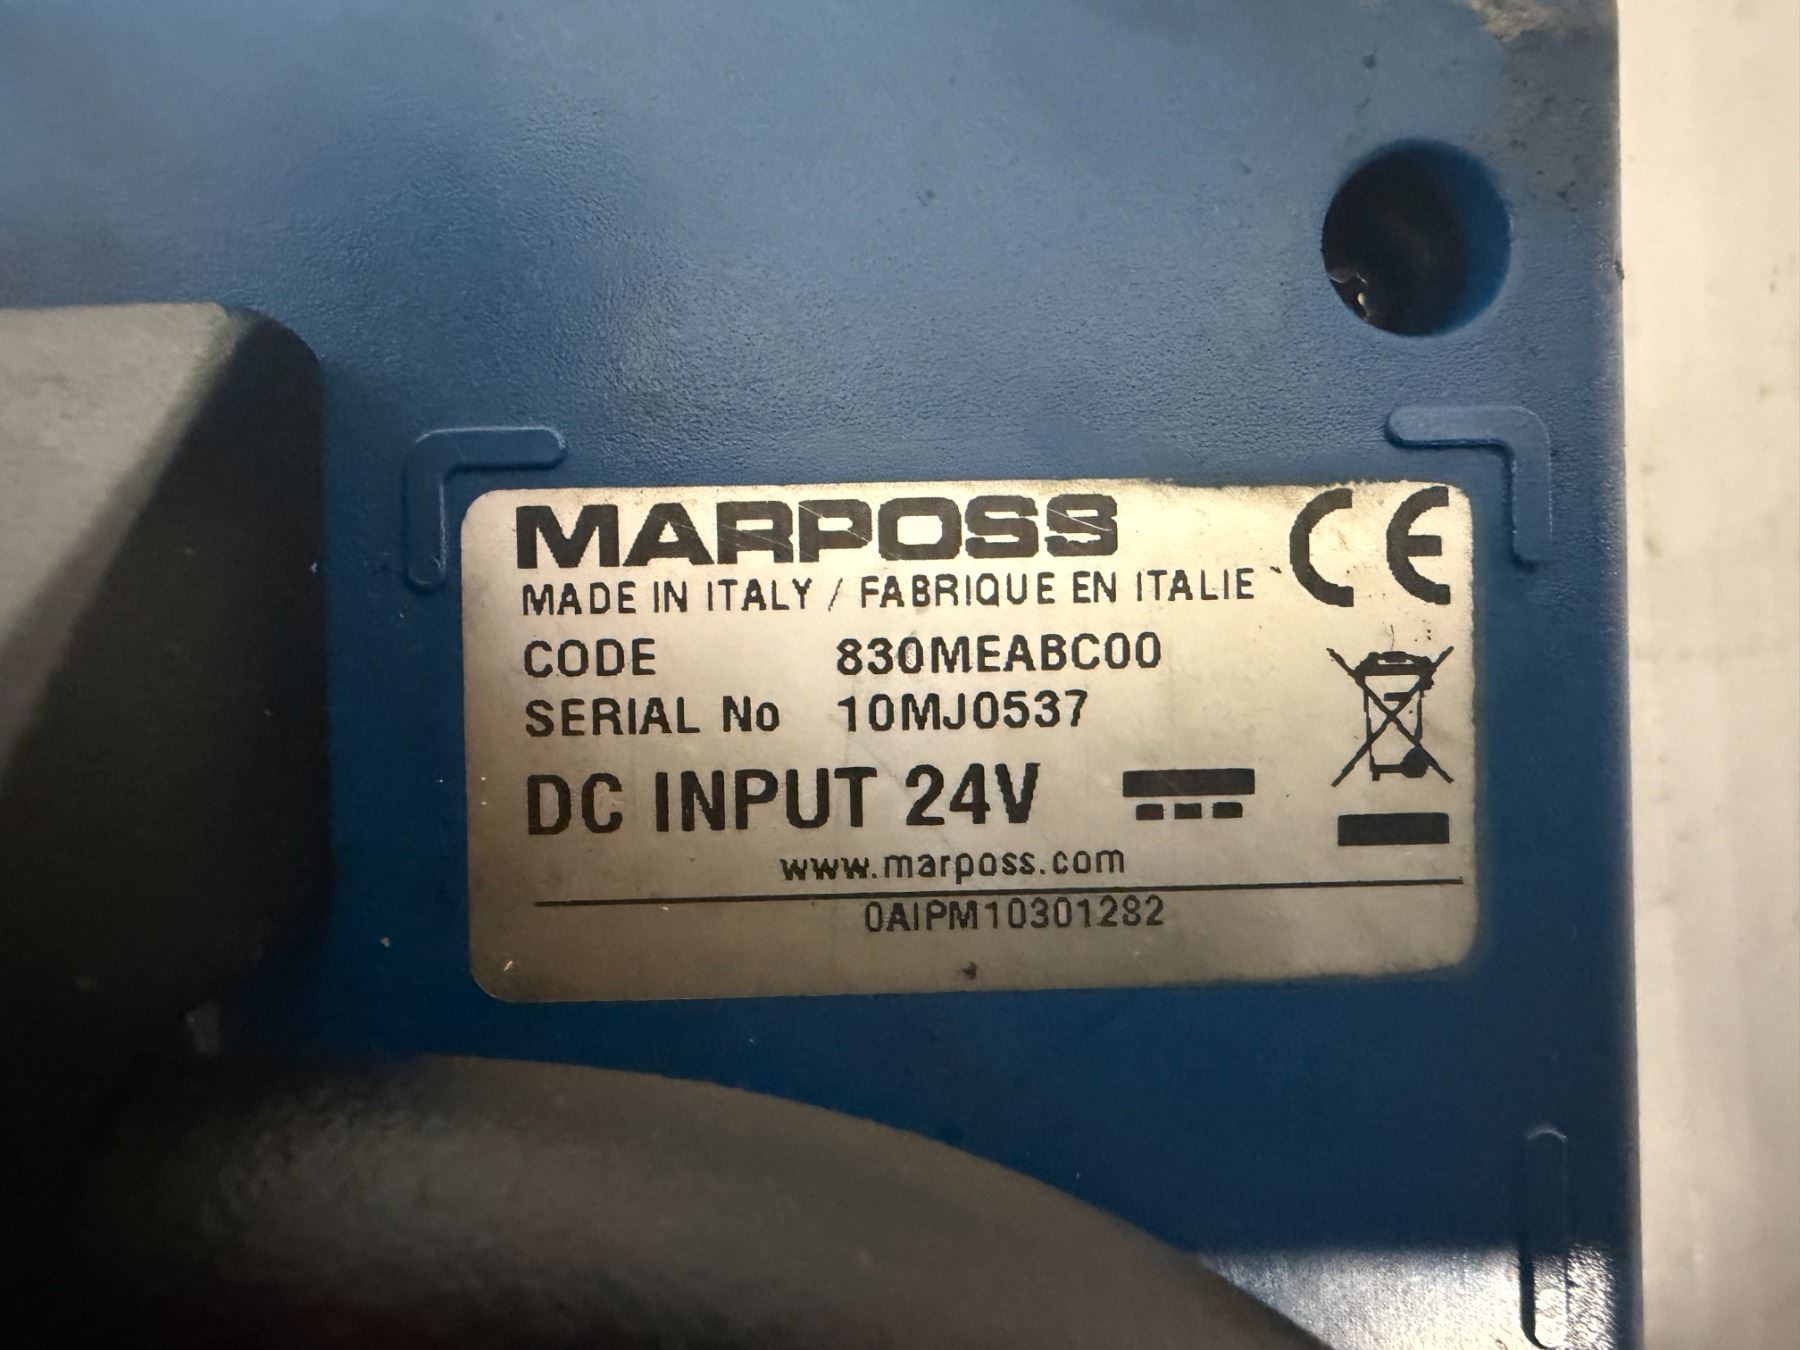 MARPOSS
CE
MADE IN ITALY / FABRIQUE EN ITALIE
CODE 830MEABC00
SERIAL No 10MJ0537
DC INPUT 24V
www.marposs.com
0AIPM10301282